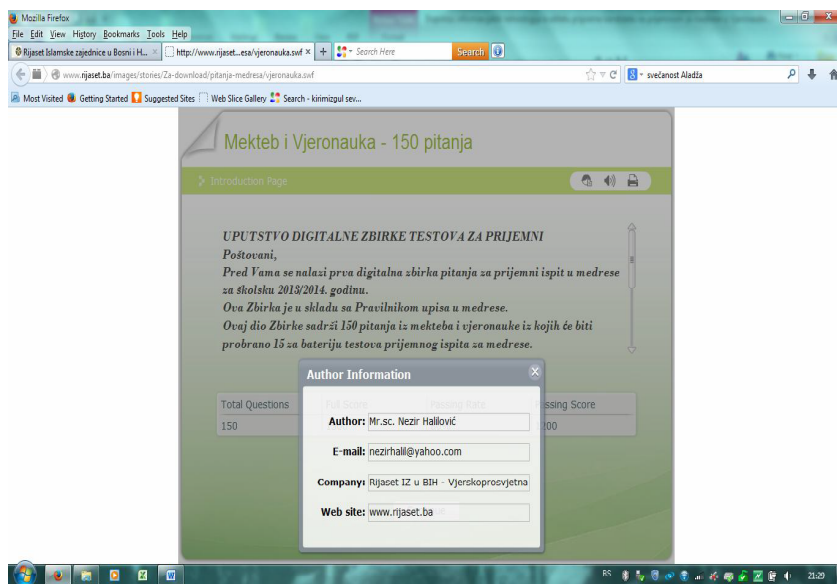 Mozilla Firefox
File Edit View History Bookmarks Tools Help
Rijaset Islamske zajednice u Bosni i H... × http://www.rijaset...esa/vjeronauka.swf × + Search Here Search
www.rijaset.ba/images/stories/Za-download/pitanja-medresa/vjeronauka.swf svečanost Aladža
Most Visited Getting Started Suggested Sites Web Slice Gallery Search - kirimizgul sev...
Mekteb i Vjeronauka - 150 pitanja
Introduction Page
UPUTSTVO DIGITALNE ZBIRKE TESTOVA ZA PRIJEMNI
Poštovani,
Pred Vama se nalazi prva digitalna zbirka pitanja za prijemni ispit u medrese
za školsku 2013/2014. godinu.
Ova Zbirka je u skladu sa Pravilnikom upisa u medrese.
Ovaj dio Zbirke sadrži 150 pitanja iz mekteba i vjeronauke iz kojih će biti
probrano 15 za bateriju testova prijemnog ispita za medrese.
Author Information
Total Questions Full Score Passing Rate Passing Score
150
Author: Mr.sc. Nezir Halilović
E-mail: nezirhalil@yahoo.com
Company: Rijaset IZ u BIH - Vjerskoprosvjetna
Web site: www.rijaset.ba
RS 21:29